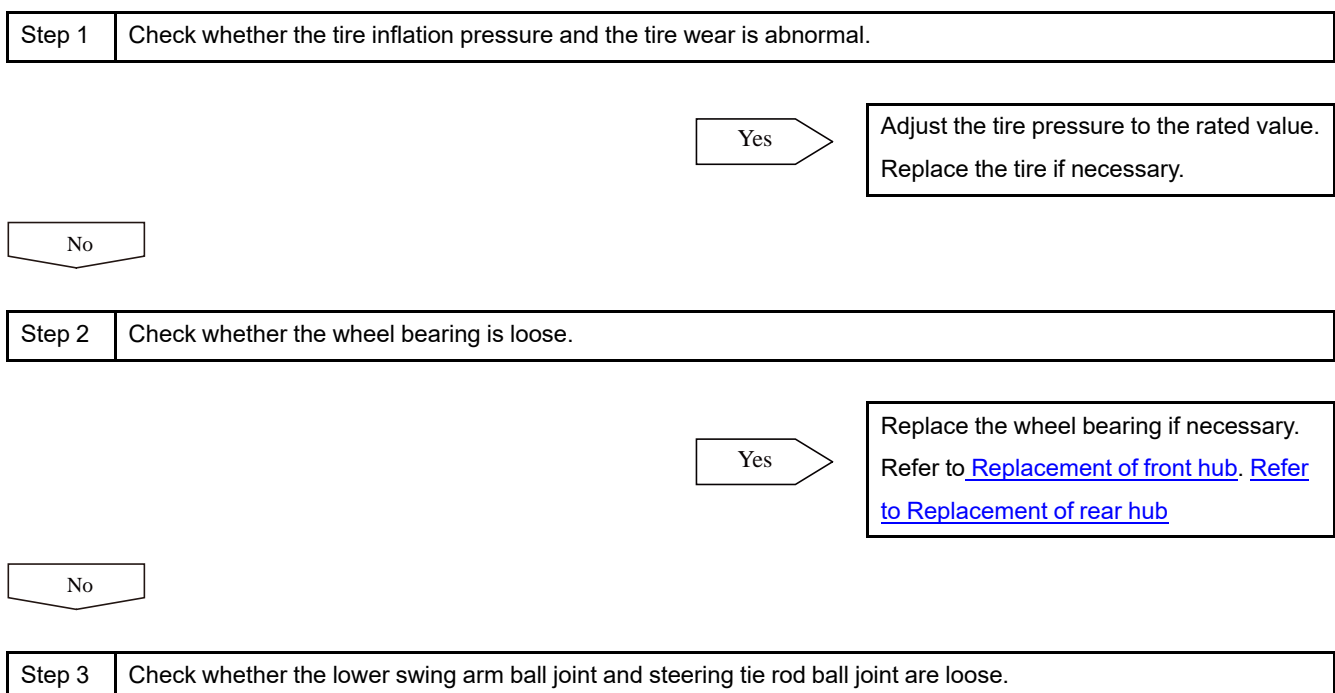 Step 1 Check whether the tire inflation pressure and the tire wear is abnormal.
Yes
Adjust the tire pressure to the rated value.
Replace the tire if necessary.
No
Step 2 Check whether the wheel bearing is loose.
Yes
Replace the wheel bearing if necessary.
Refer to Replacement of front hub. Refer
to Replacement of rear hub
No
Step 3 Check whether the lower swing arm ball joint and steering tie rod ball joint are loose.